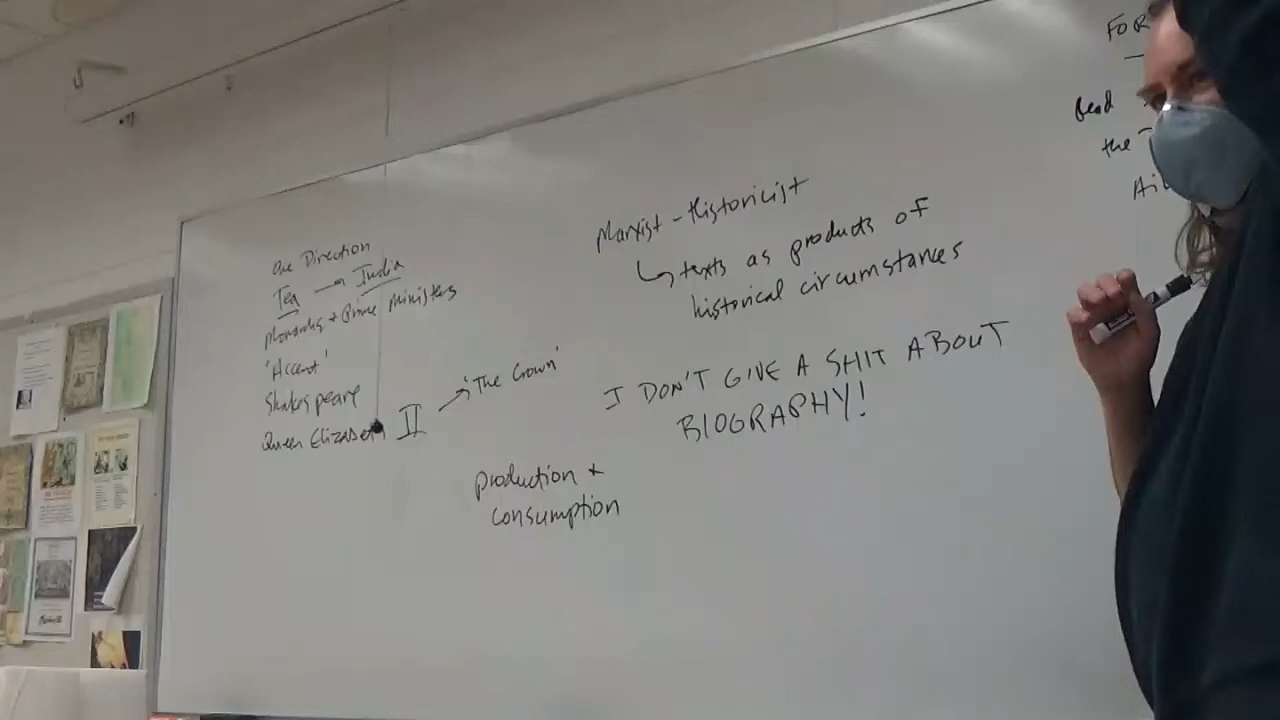 One Direction
Tea → India
Monarchs + Prime Ministers
'Accent'
Shakespeare
Queen Elizabeth II → 'The Crown'
production +
consumption
Marxist-Historicist
↳ texts as products of
historical circumstances
I DON'T GIVE A SHIT ABOUT
BIOGRAPHY!
FOR
Read
the